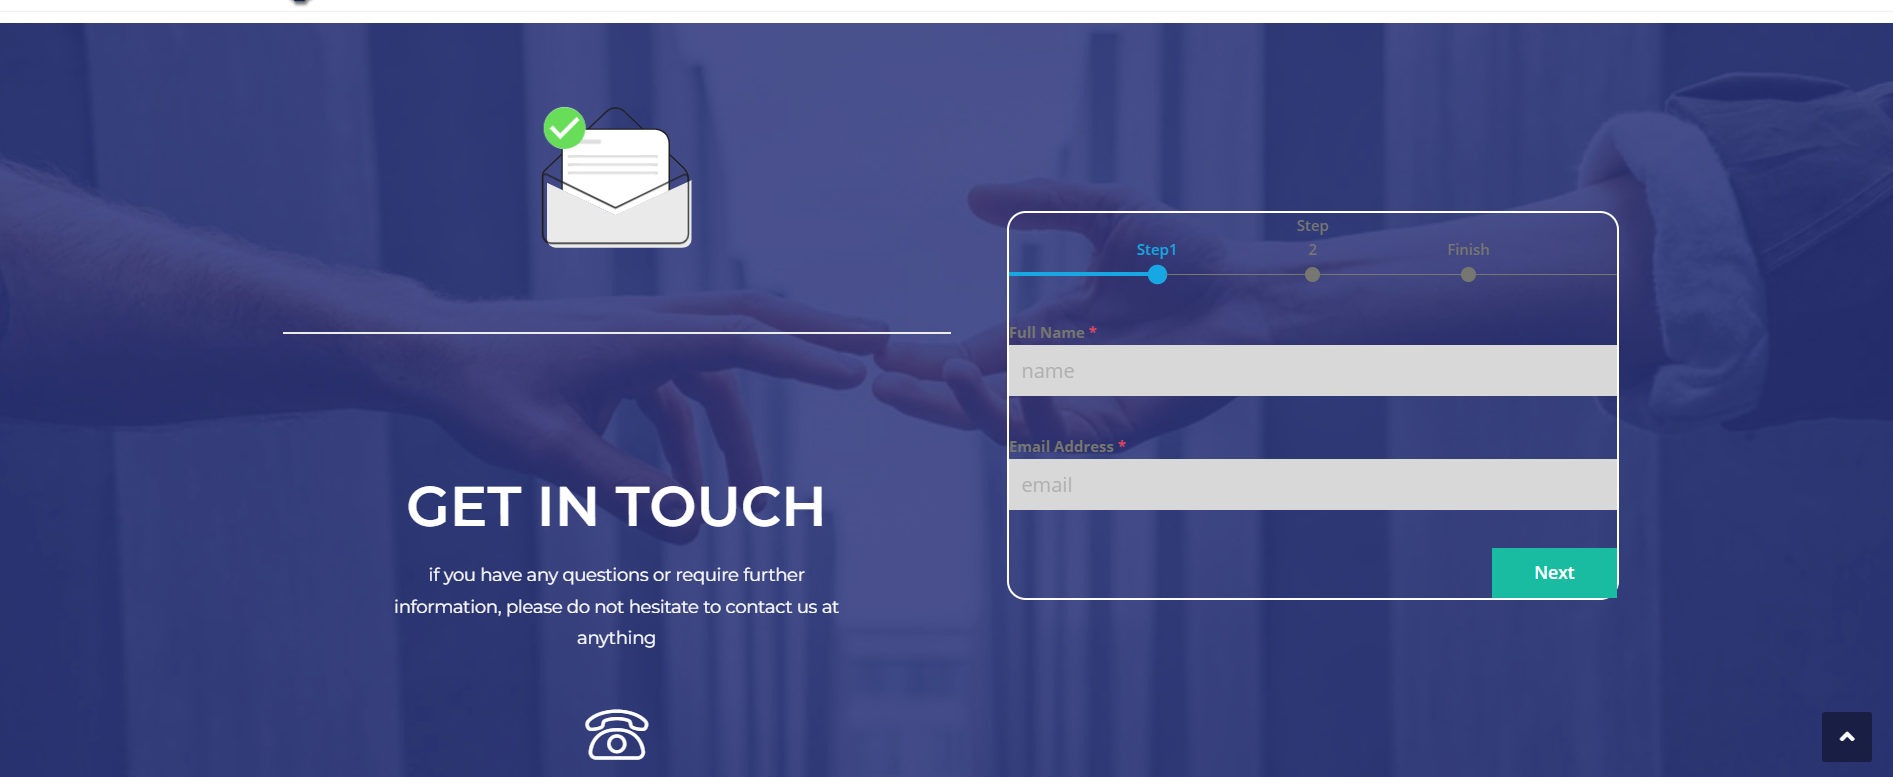 GET IN TOUCH
if you have any questions or require further
information, please do not hesitate to contact us at
anything
Step1
Step
2
Finish
Full Name *
name
Email Address *
email
Next